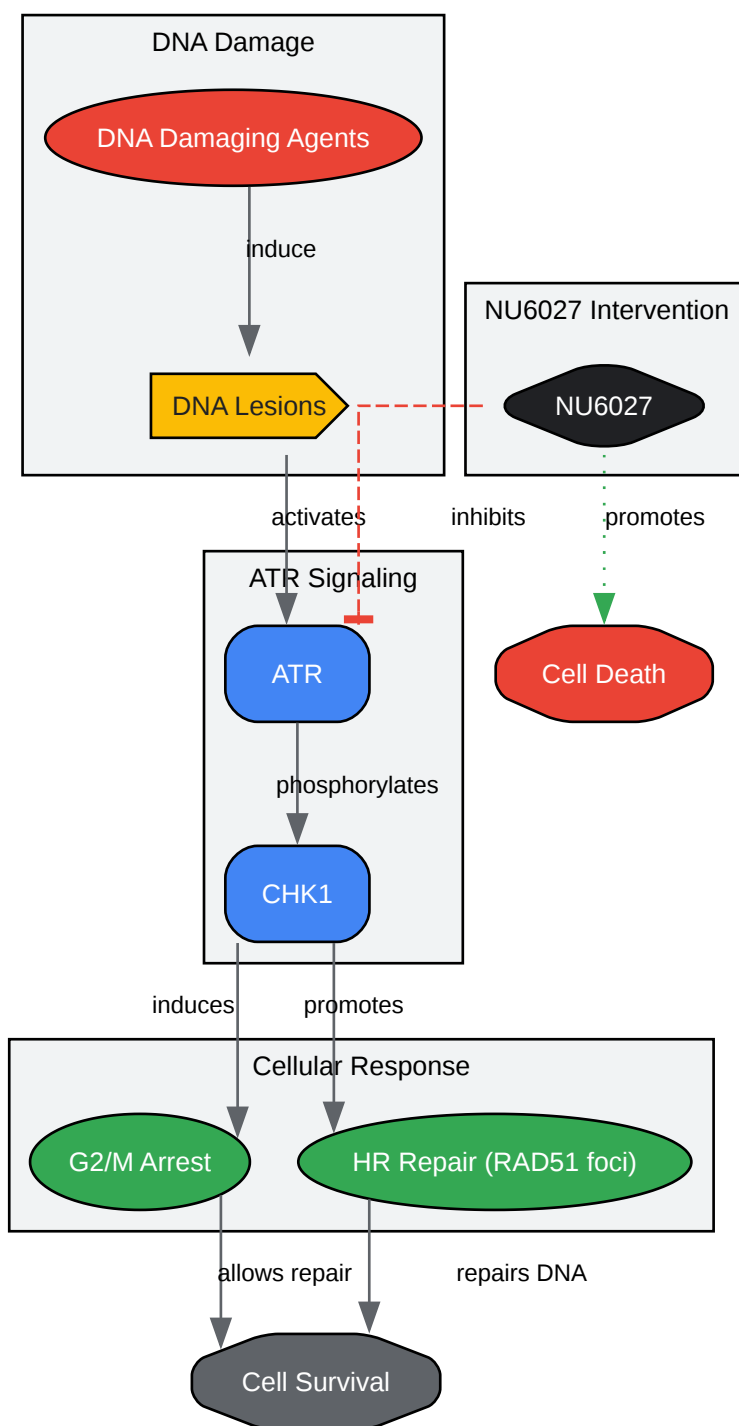 DNA Damage
DNA Damaging Agents
induce
NU6027 Intervention
DNA Lesions
NU6027
activates
inhibits
promotes
ATR Signaling
ATR
Cell Death
phosphorylates
CHK1
induces
promotes
Cellular Response
G2/M Arrest
HR Repair (RAD51 foci)
allows repair
repairs DNA
Cell Survival